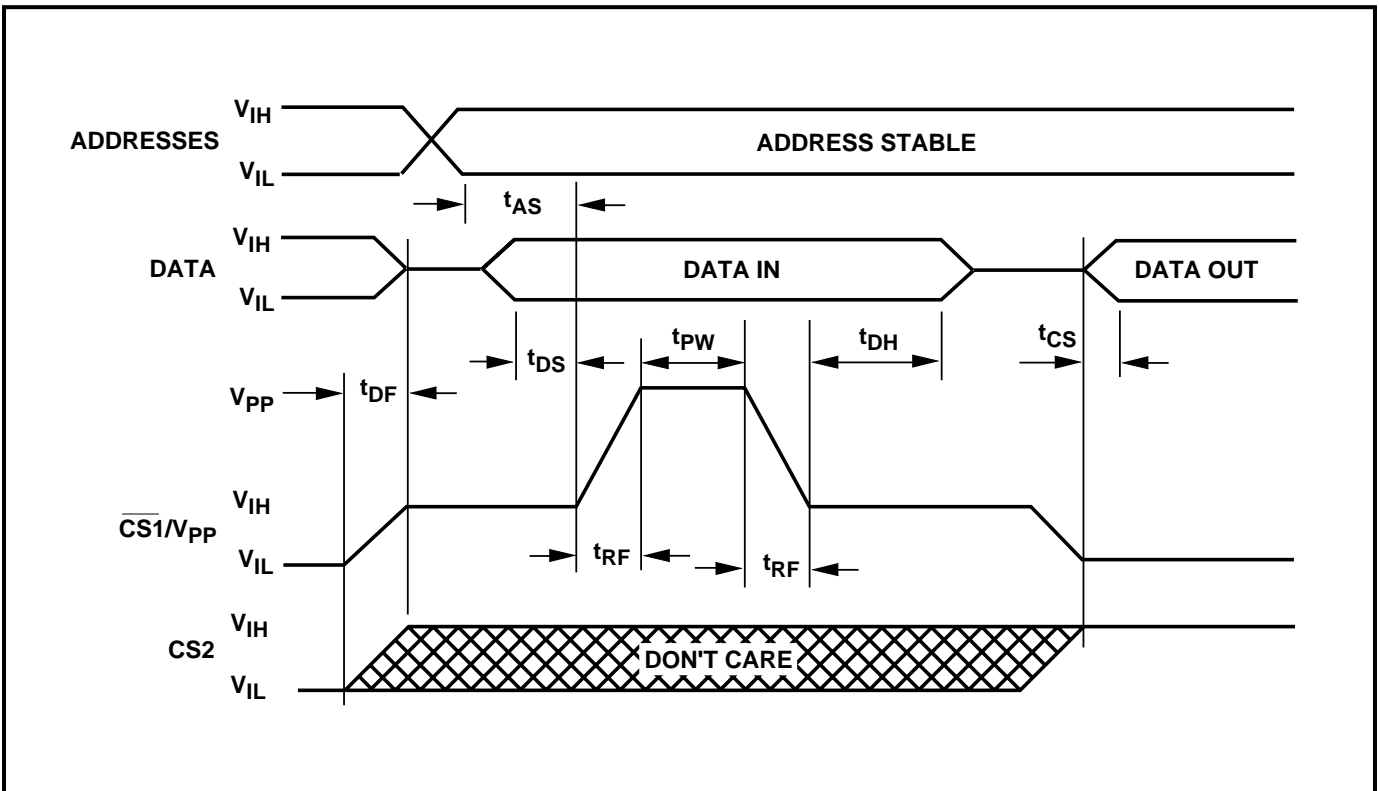 VIH
ADDRESSES
ADDRESS STABLE
VIL
tAS
VIH
DATA
DATA IN
DATA OUT
VIL
tDS
tPW
tDH
tCS
VPP
tDF
VIH
CS1/VPP
VIL
tRF
tRF
VIH
CS2
DON'T CARE
VIL